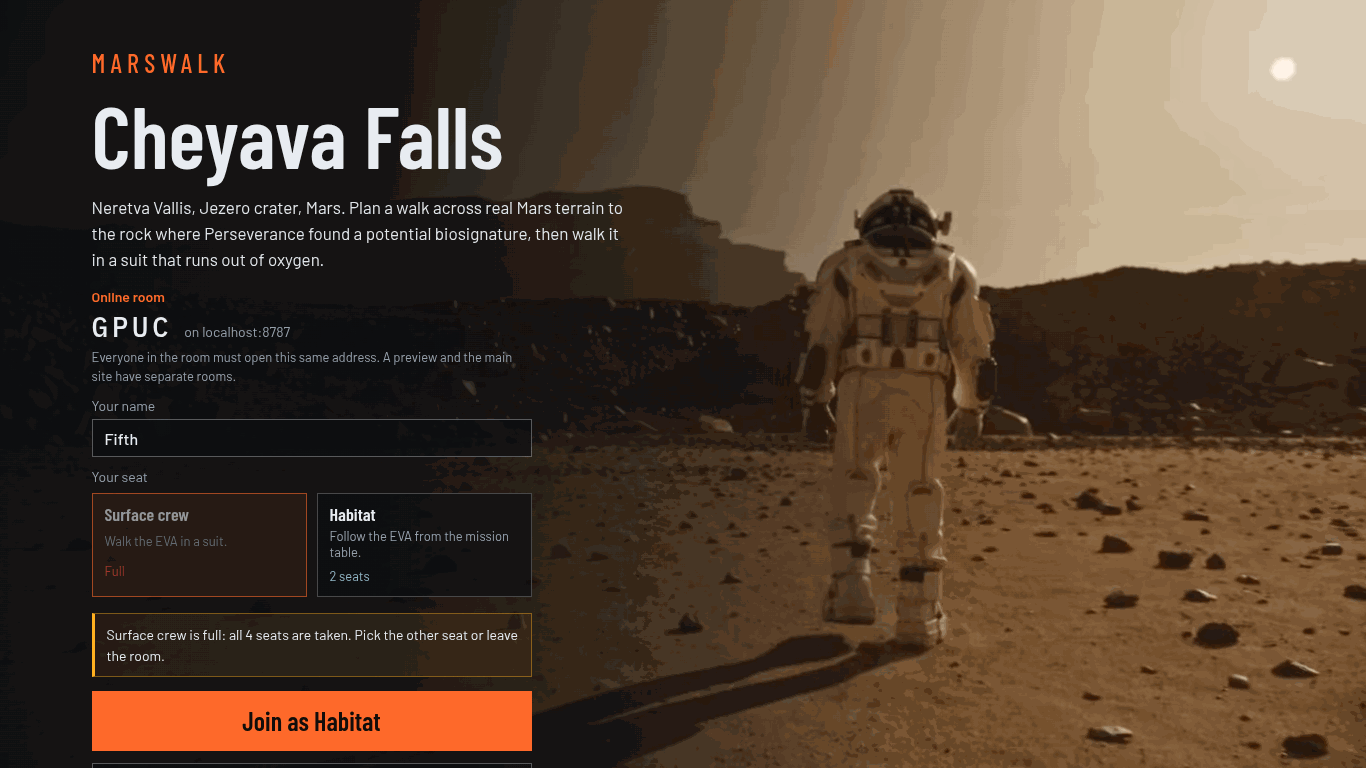 MARSWALK
Cheyava Falls
Neretva Vallis, Jezero crater, Mars. Plan a walk across real Mars terrain to
the rock where Perseverance found a potential biosignature, then walk it
in a suit that runs out of oxygen.
Online room
GPUC on localhost:8787
Everyone in the room must open this same address. A preview and the main
site have separate rooms.
Your name
Fifth
Your seat
Surface crew
Walk the EVA in a suit.
Full
Habitat
Follow the EVA from the mission
table.
2 seats
Surface crew is full: all 4 seats are taken. Pick the other seat or leave
the room.
Join as Habitat